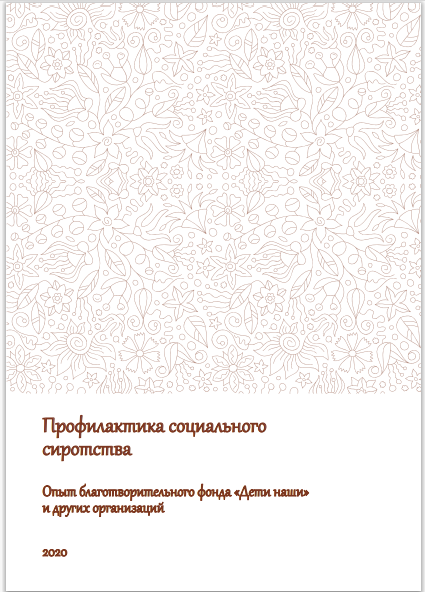 Профилактика социального
сиротства
Опыт благотворительного фонда «Дети наши»
и других организаций
2020